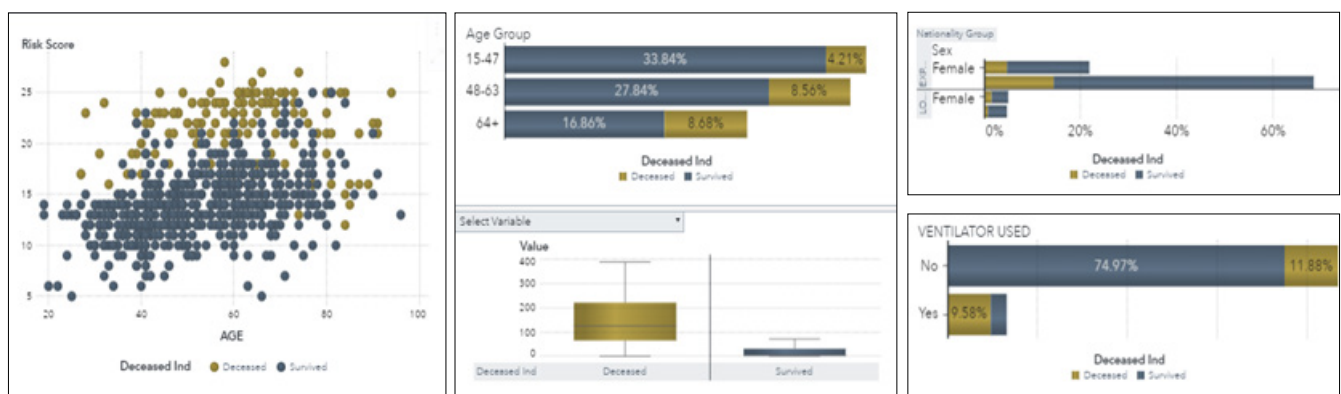 Risk Score
25
20
15
10
5
20 40 60 80 100
AGE
Deceased Ind Deceased Survived
Age Group
15-47 33.84% 4.21%
48-63 27.84% 8.56%
64+ 16.86% 8.68%
Deceased Ind
Deceased Survived
Select Variable
Value
400
300
200
100
0
Deceased Ind Deceased Survived
Nationality Group
Sex
EXP... Female
LO... Female
0% 20% 40% 60%
Deceased Ind
Deceased Survived
VENTILATOR USED
No 74.97% 11.88%
Yes 9.58%
Deceased Ind
Deceased Survived